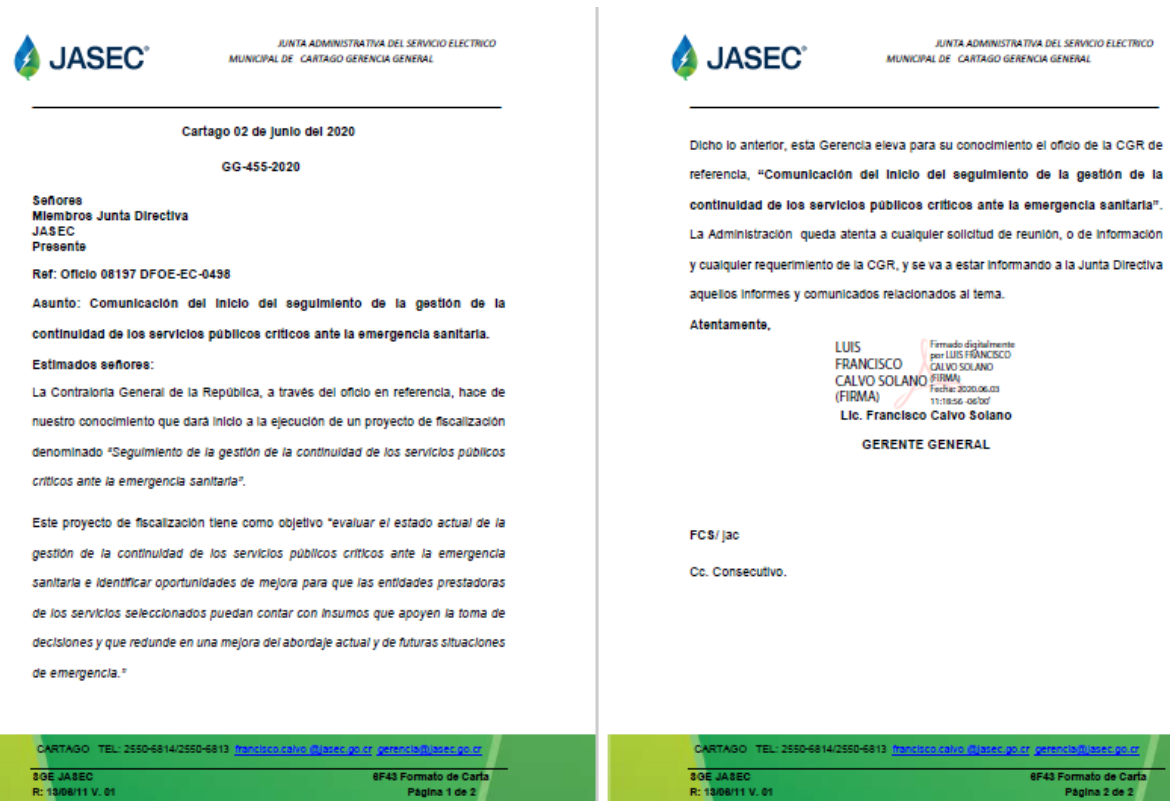 JASEC®
JUNTA ADMINISTRATIVA DEL SERVICIO ELECTRICO
MUNICIPAL DE CARTAGO GERENCIA GENERAL
Cartago 02 de junio del 2020
GG-455-2020
Señores
Miembros Junta Directiva
JASEC
Presente
Ref: Oficio 08197 DFOE-EC-0498
Asunto: Comunicación del inicio del seguimiento de la gestión de la
continuidad de los servicios públicos críticos ante la emergencia sanitaria.
Estimados señores:
La Contraloría General de la República, a través del oficio en referencia, hace de
nuestro conocimiento que dará inicio a la ejecución de un proyecto de fiscalización
denominado "Seguimiento de la gestión de la continuidad de los servicios públicos
críticos ante la emergencia sanitaria".
Este proyecto de fiscalización tiene como objetivo "evaluar el estado actual de la
gestión de la continuidad de los servicios públicos críticos ante la emergencia
sanitaria e identificar oportunidades de mejora para que las entidades prestadoras
de los servicios seleccionados puedan contar con insumos que apoyen la toma de
decisiones y que redunde en una mejora del abordaje actual y de futuras situaciones
de emergencia."
CARTAGO TEL: 2550-6814/2550-6813 francisco.calvo @jasec.go.cr gerencia@jasec.go.cr
SGE JASEC 6F43 Formato de Carta
R: 13/06/11 V. 01 Página 1 de 2
JASEC®
JUNTA ADMINISTRATIVA DEL SERVICIO ELECTRICO
MUNICIPAL DE CARTAGO GERENCIA GENERAL
Dicho lo anterior, esta Gerencia eleva para su conocimiento el oficio de la CGR de
referencia, "Comunicación del inicio del seguimiento de la gestión de la
continuidad de los servicios públicos críticos ante la emergencia sanitaria".
La Administración queda atenta a cualquier solicitud de reunión, o de información
y cualquier requerimiento de la CGR, y se va a estar informando a la Junta Directiva
aquellos informes y comunicados relacionados al tema.
Atentamente,
LUIS
FRANCISCO
CALVO SOLANO
(FIRMA)
Firmado digitalmente
por LUIS FRANCISCO
CALVO SOLANO
(FIRMA)
Fecha: 2020.06.03
11:18:56 -06'00'
Lic. Francisco Calvo Solano
GERENTE GENERAL
FCS/ jac
Cc. Consecutivo.
CARTAGO TEL: 2550-6814/2550-6813 francisco.calvo @jasec.go.cr gerencia@jasec.go.cr
SGE JASEC 6F43 Formato de Carta
R: 13/06/11 V. 01 Página 2 de 2